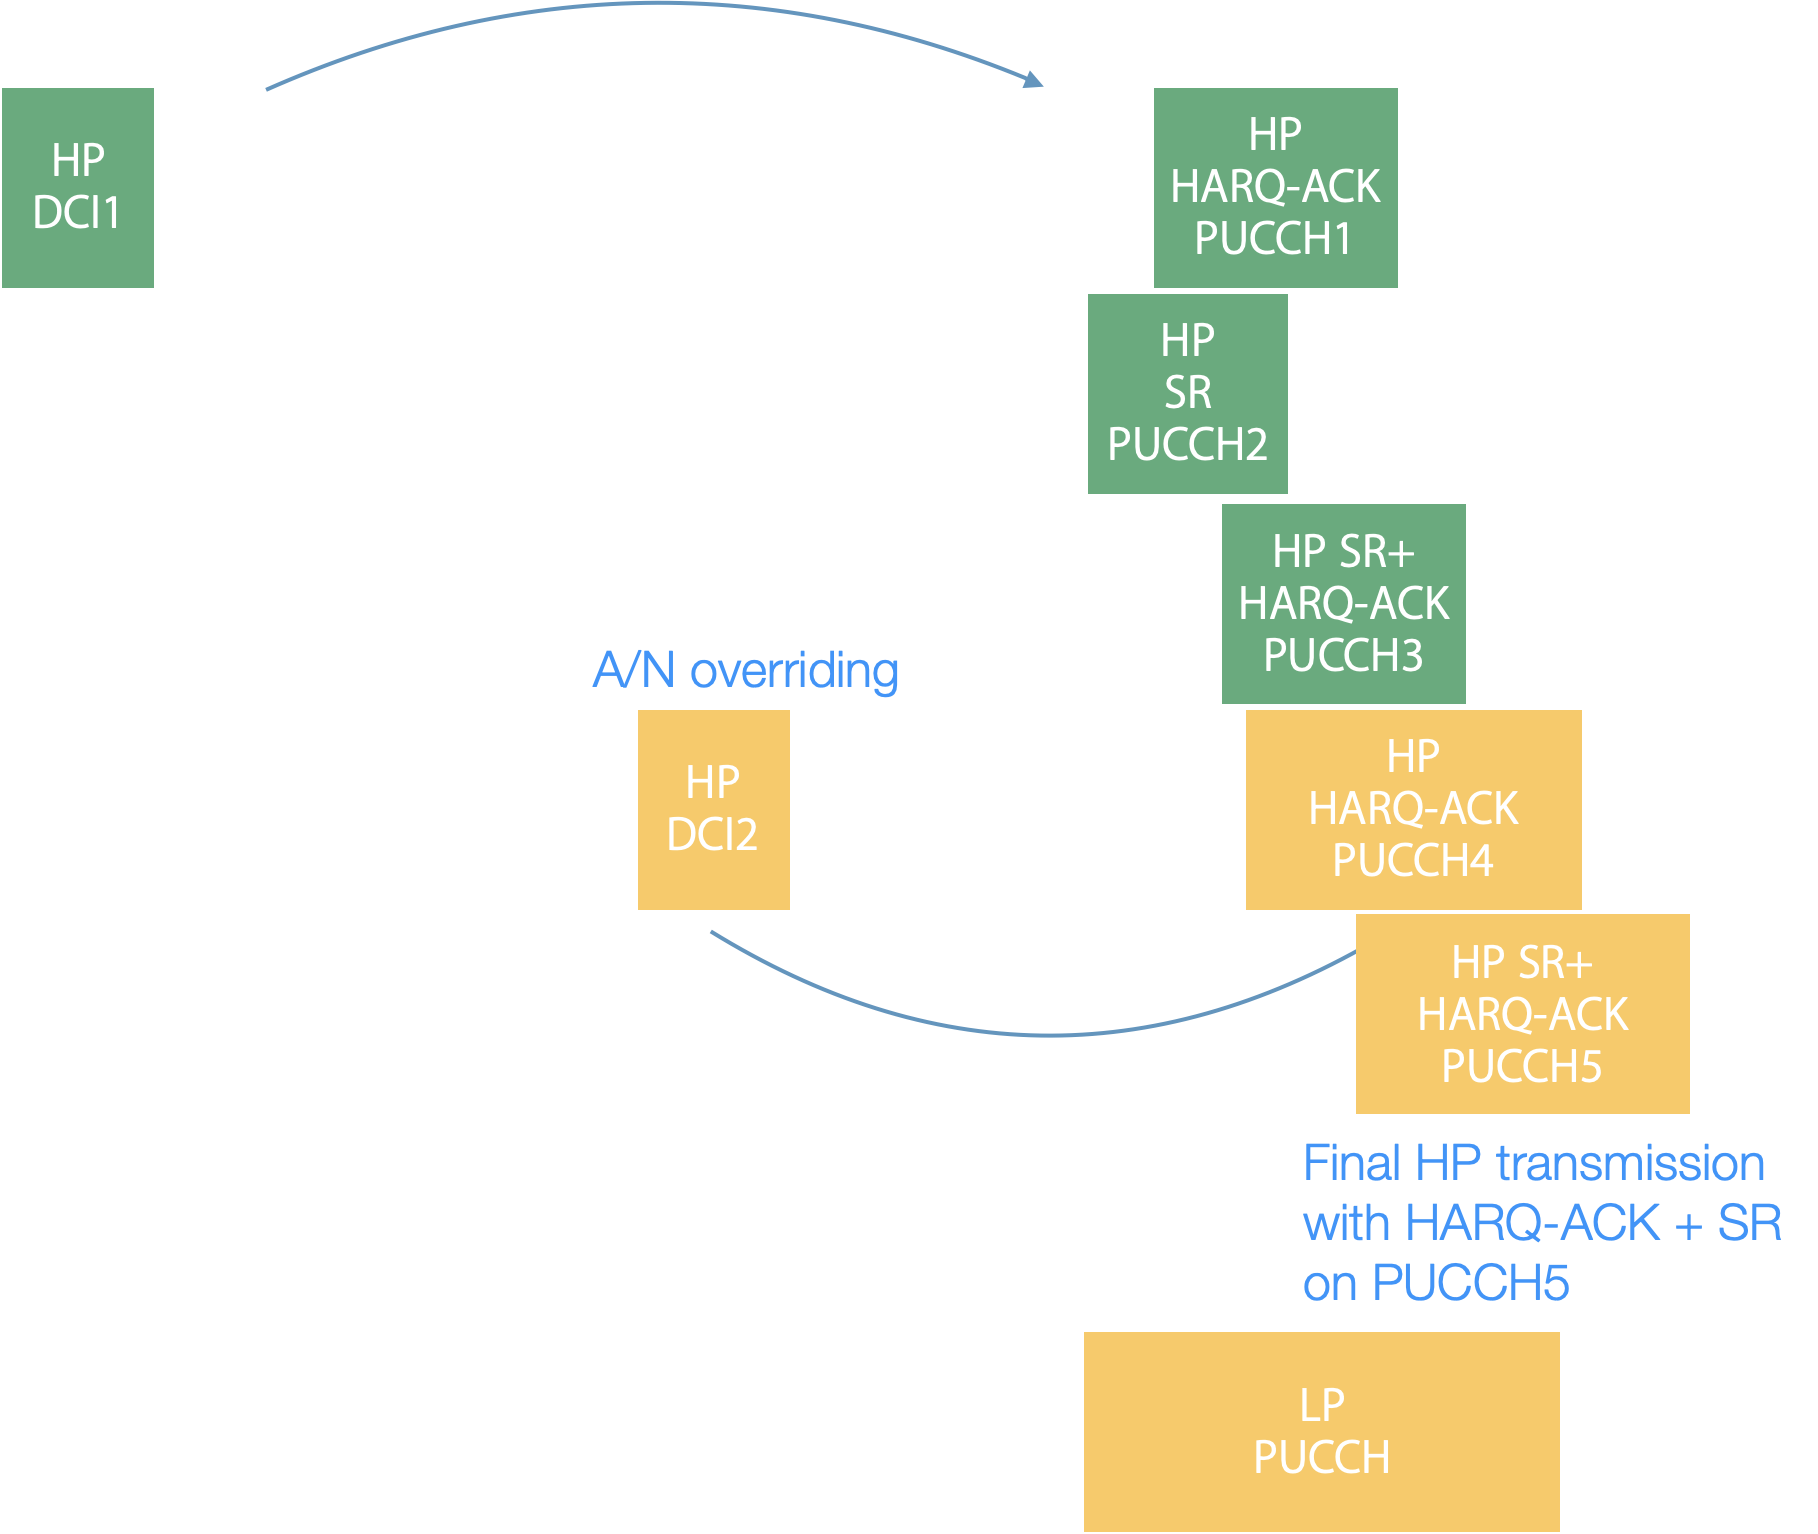 HP
DCI1
HP
HARQ-ACK
PUCCH1
HP
SR
PUCCH2
HP SR+
HARQ-ACK
PUCCH3
A/N overriding
HP
DCI2
HP
HARQ-ACK
PUCCH4
HP SR+
HARQ-ACK
PUCCH5
Final HP transmission
with HARQ-ACK + SR
on PUCCH5
LP
PUCCH